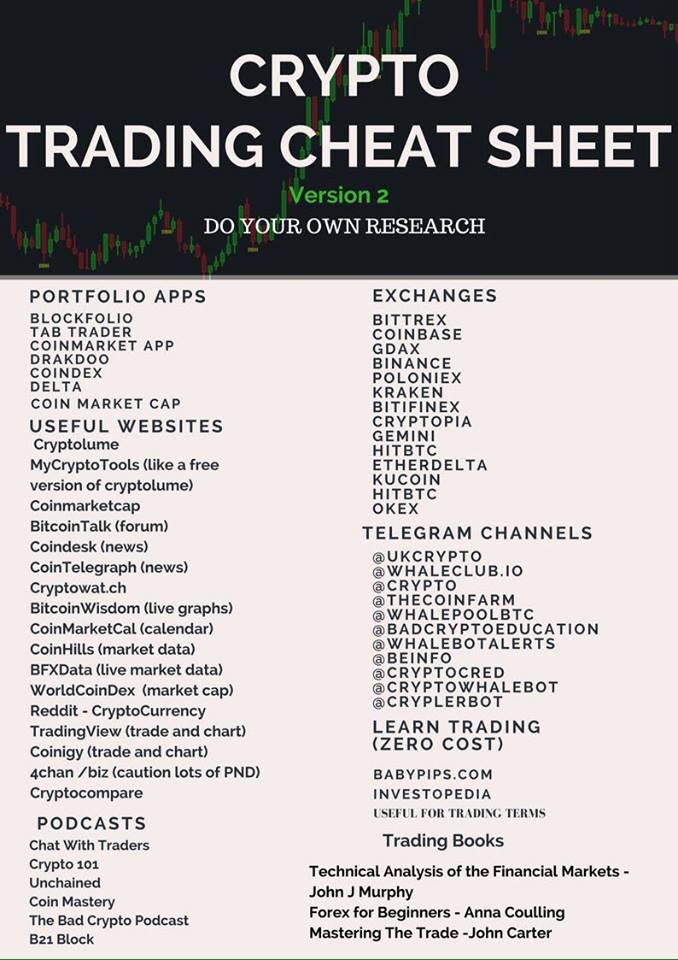 CRYPTO
TRADING CHEAT SHEET
Version 2
DO YOUR OWN RESEARCH
PORTFOLIO APPS
BLOCKFOLIO
TAB TRADER
COINMARKET APP
DRAKDOO
COINDEX
DELTA
COIN MARKET CAP
USEFUL WEBSITES
Cryptolume
MyCryptoTools (like a free
version of cryptolume)
Coinmarketcap
BitcoinTalk (forum)
Coindesk (news)
CoinTelegraph (news)
Cryptowat.ch
BitcoinWisdom (live graphs)
CoinMarketCal (calendar)
CoinHills (market data)
BFXData (live market data)
WorldCoinDex (market cap)
Reddit - CryptoCurrency
TradingView (trade and chart)
Coinigy (trade and chart)
4chan /biz (caution lots of PND)
Cryptocompare
PODCASTS
Chat With Traders
Crypto 101
Unchained
Coin Mastery
The Bad Crypto Podcast
B21 Block
EXCHANGES
BITTREX
COINBASE
GDAX
BINANCE
POLONIEX
KRAKEN
BITIFINEX
CRYPTOPIA
GEMINI
HITBTC
ETHERDELTA
KUCOIN
HITBTC
OKEX
TELEGRAM CHANNELS
@UKCRYPTO
@WHALECLUB.IO
@CRYPTO
@THECOINFARM
@WHALEPOOLBTC
@BADCRYPTOEDUCATION
@WHALEBOTALERTS
@BEINFO
@CRYPTOCRED
@CRYPTOWHALEBOT
@CRYPLERBOT
LEARN TRADING
(ZERO COST)
BABYPIPS.COM
INVESTOPEDIA
USEFUL FOR TRADING TERMS
Trading Books
Technical Analysis of the Financial Markets -
John J Murphy
Forex for Beginners - Anna Coulling
Mastering The Trade -John Carter